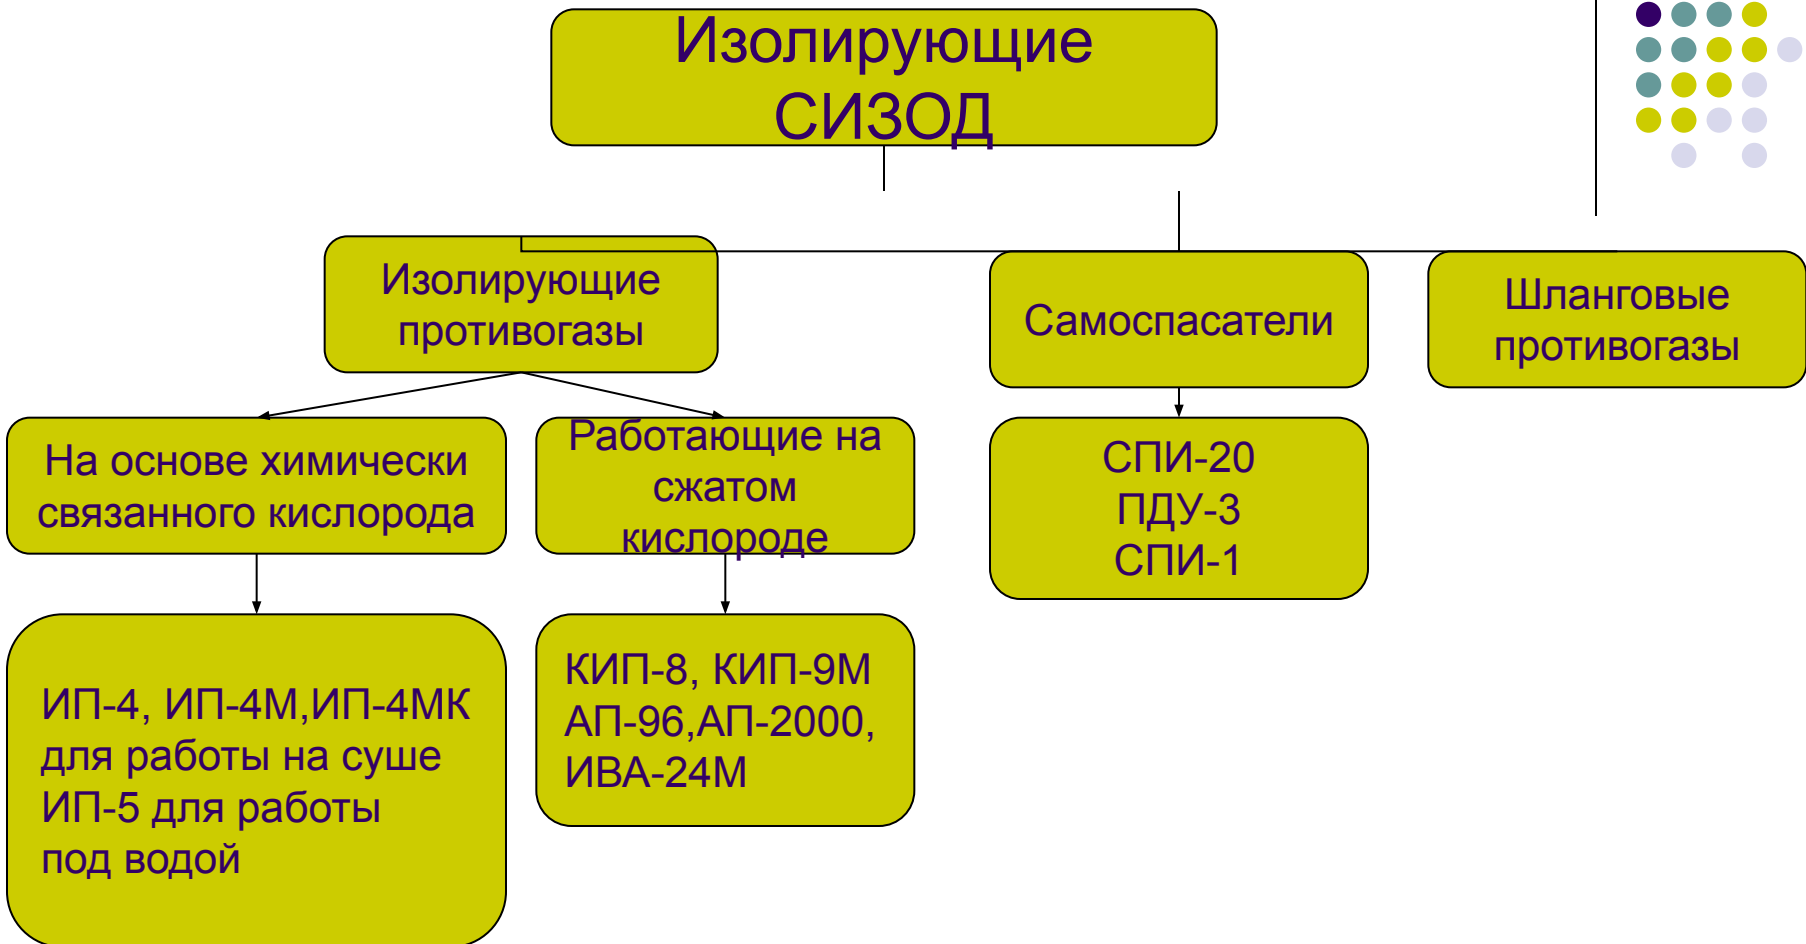 Изолирующие
СИЗОД
Изолирующие
противогазы
Самоспасатели
Шланговые
противогазы
На основе химически
связанного кислорода
Работающие на
сжатом
кислороде
СПИ-20
ПДУ-3
СПИ-1
ИП-4, ИП-4М,ИП-4МК
для работы на суше
ИП-5 для работы
под водой
КИП-8, КИП-9М
АП-96,АП-2000,
ИВА-24М